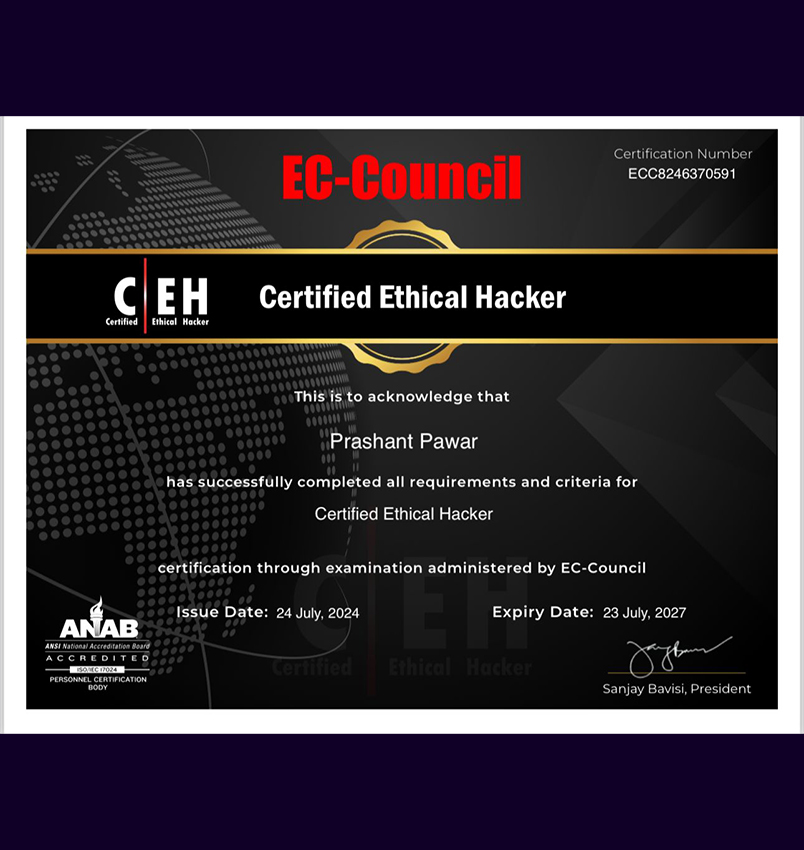 EC-Council
Certification Number
ECC8246370591
C EH
Certified Ethical Hacker
Certified Ethical Hacker
This is to acknowledge that
Prashant Pawar
has successfully completed all requirements and criteria for
Certified Ethical Hacker
certification through examination administered by EC-Council
Issue Date: 24 July, 2024
Expiry Date: 23 July, 2027
C EH
Certified Ethical Hacker
ANAB
ANSI National Accreditation Board
ACCREDITED
ISO/IEC 17024
PERSONNEL CERTIFICATION
BODY
Sanjay Bavisi, President